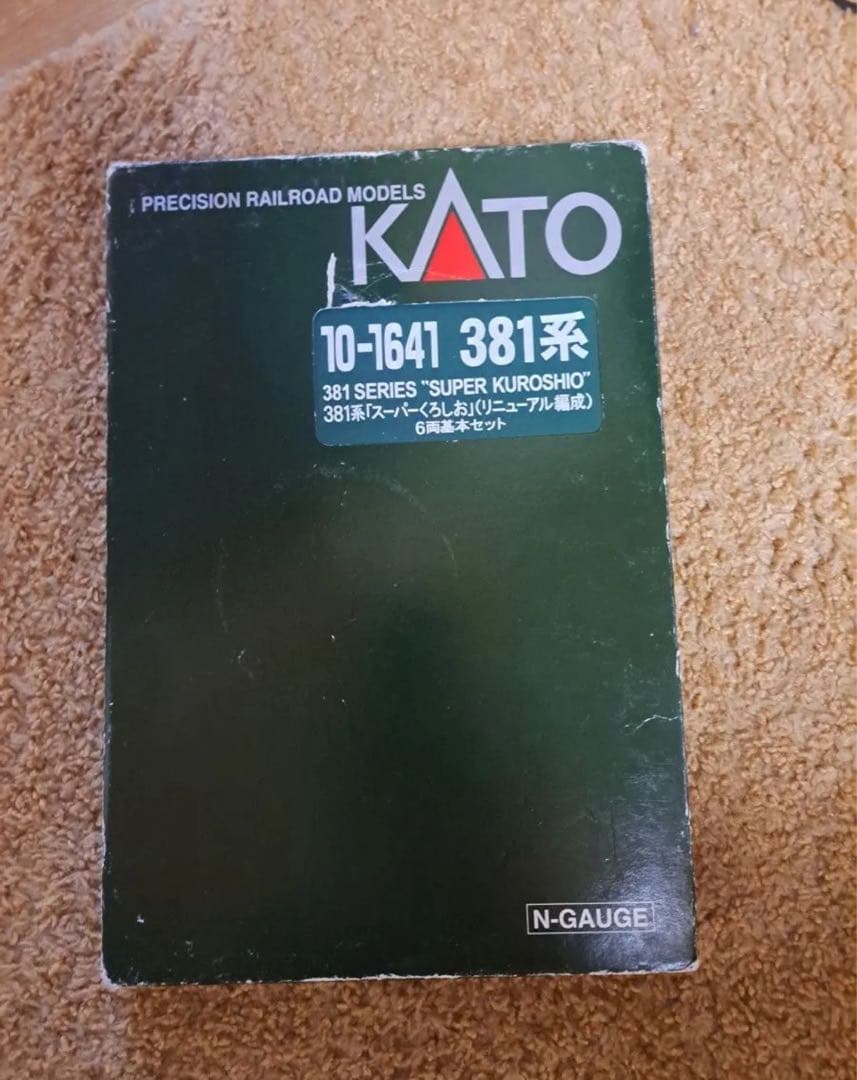 PRECISION RAILROAD MODELS
KATO
10-1641 381系
381 SERIES "SUPER KUROSHIO"
381系「スーパーくろしお」(リニューアル編成)
6両基本セット
N-GAUGE